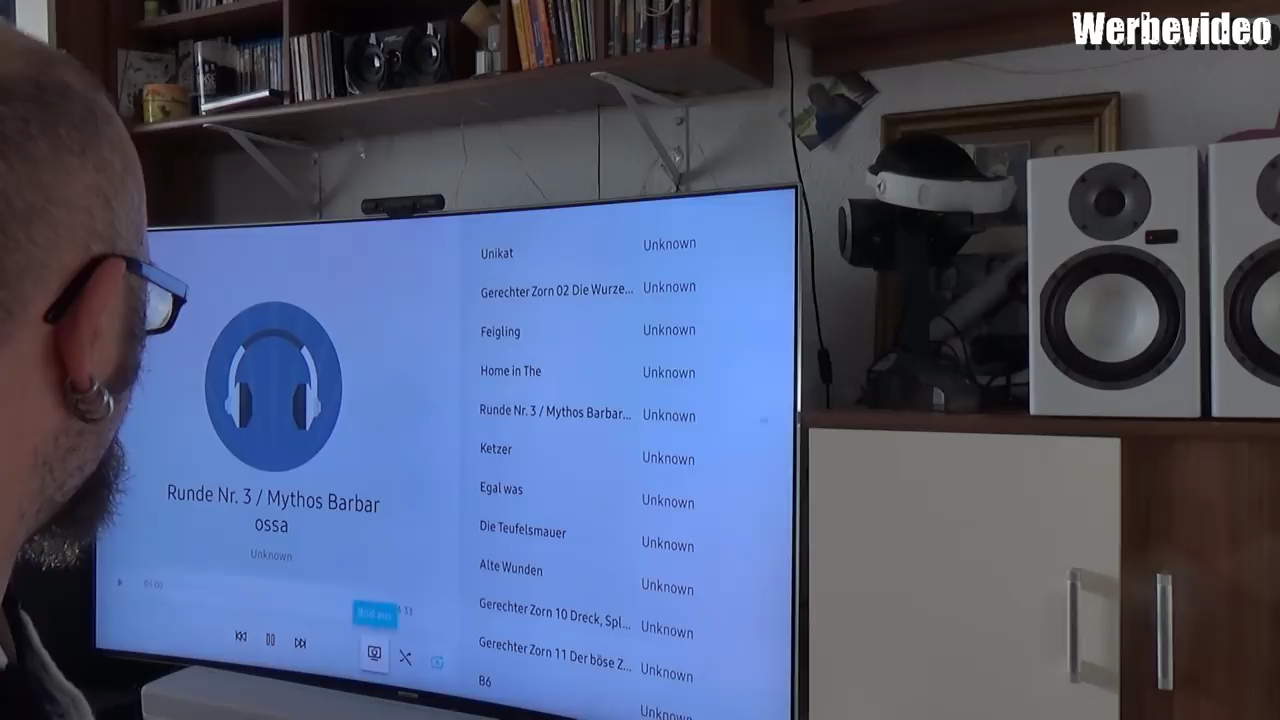 Werbevideo
Unikat Unknown
Gerechter Zorn 02 Die Wurze... Unknown
Feigling Unknown
Home in The Unknown
Runde Nr. 3 / Mythos Barbar... Unknown
Ketzer Unknown
Egal was Unknown
Die Teufelsmauer Unknown
Alte Wunden Unknown
Gerechter Zorn 10 Dreck, Spl... Unknown
Gerechter Zorn 11 Der böse Z... Unknown
B6 Unknown
Runde Nr. 3 / Mythos Barbar
ossa
Unknown
Bild aus